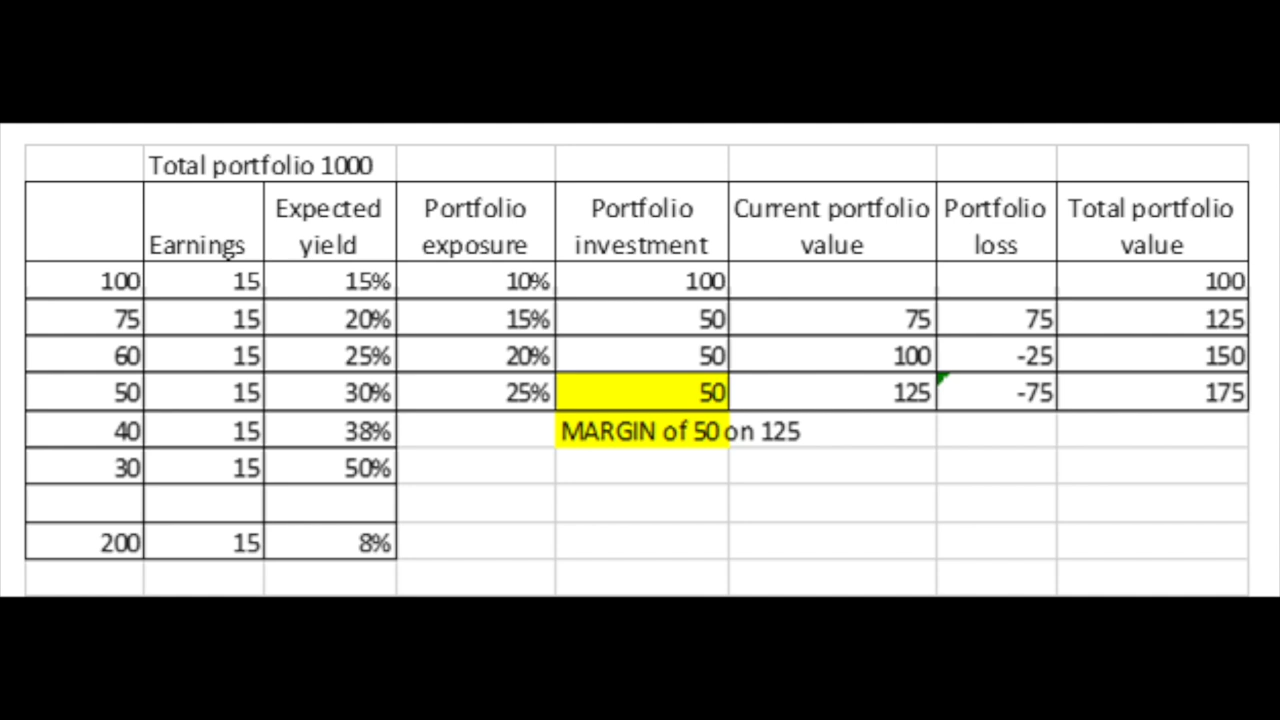 Total portfolio 1000
Earnings Expected yield Portfolio exposure Portfolio investment Current portfolio value Portfolio loss Total portfolio value
100 15 15% 10% 100 100
75 15 20% 15% 50 75 75 125
60 15 25% 20% 50 100 -25 150
50 15 30% 25% 50 125 -75 175
40 15 38% MARGIN of 50 on 125
30 15 50%
200 15 8%